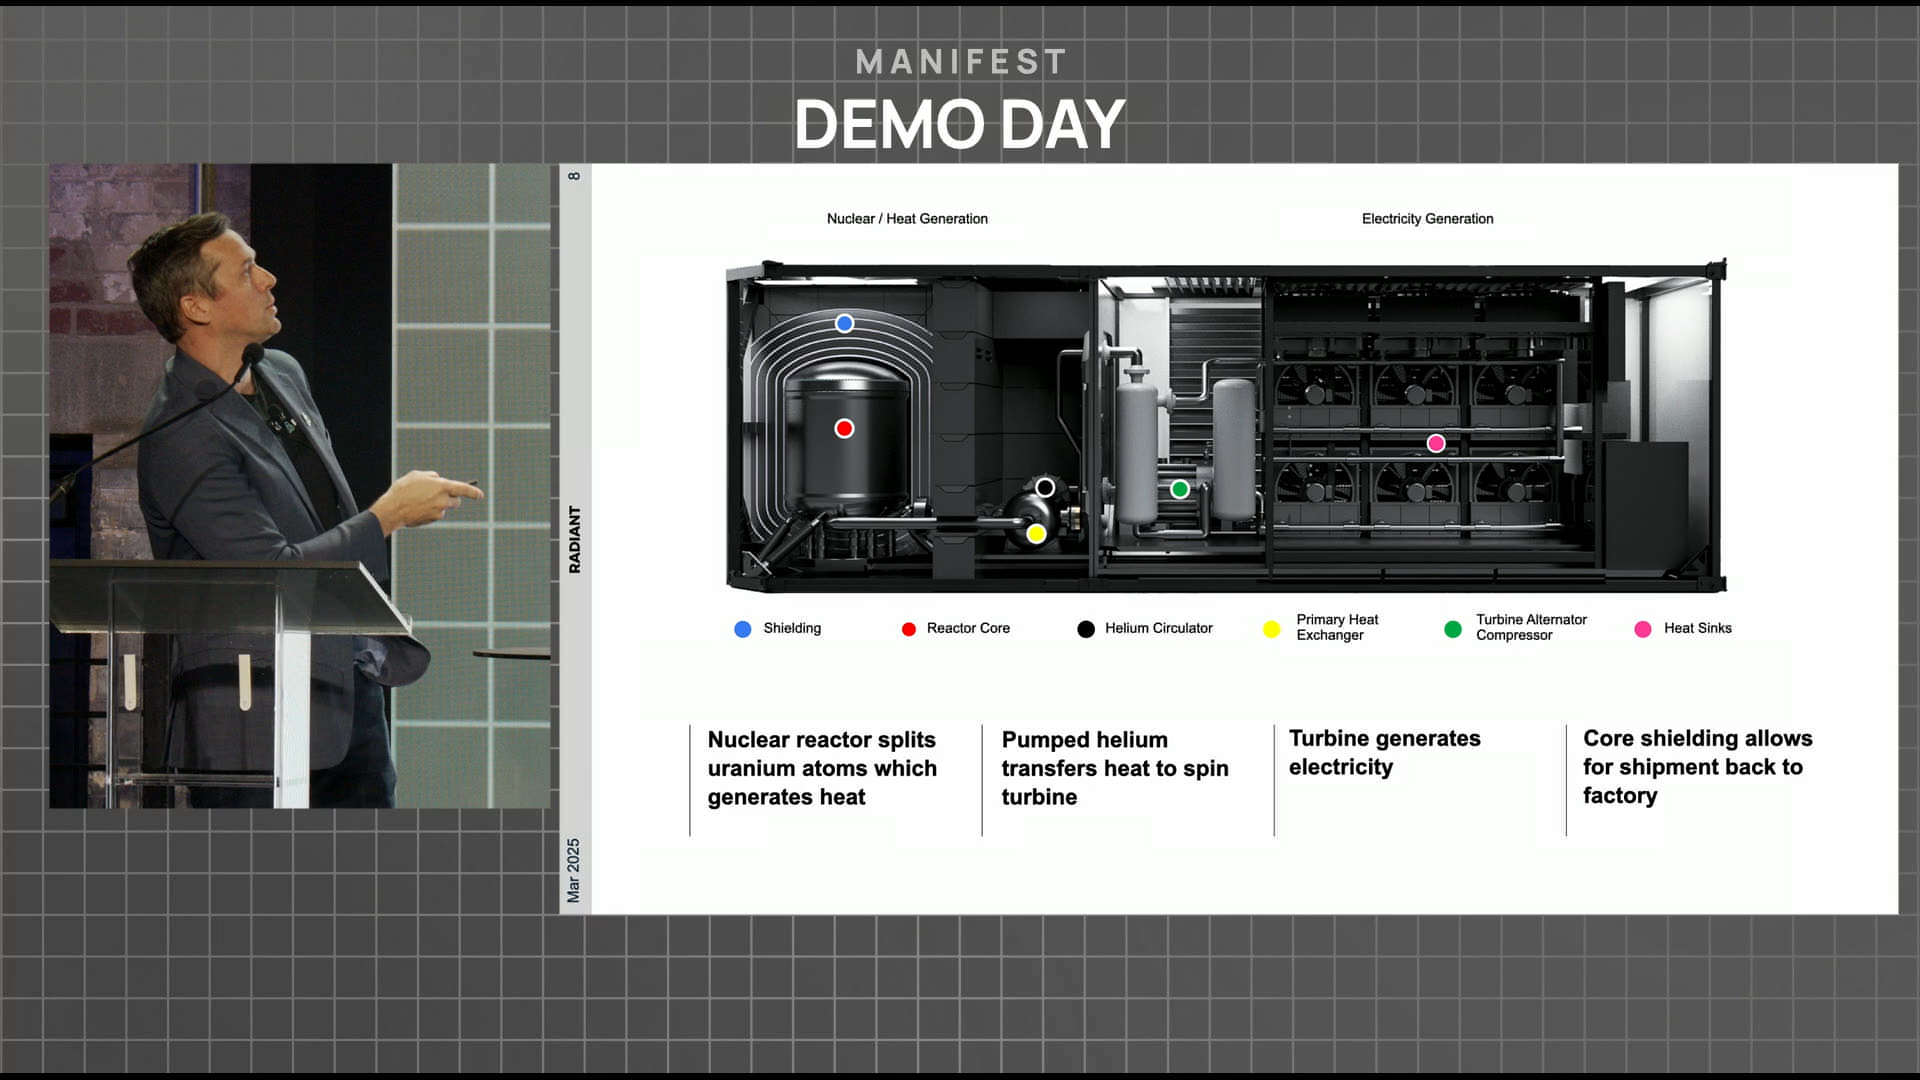 MANIFEST
DEMO DAY
8
RADIANT
Mar 2025
Nuclear / Heat Generation
Electricity Generation
Shielding
Reactor Core
Helium Circulator
Primary Heat
Exchanger
Turbine Alternator
Compressor
Heat Sinks
Nuclear reactor splits
uranium atoms which
generates heat
Pumped helium
transfers heat to spin
turbine
Turbine generates
electricity
Core shielding allows
for shipment back to
factory